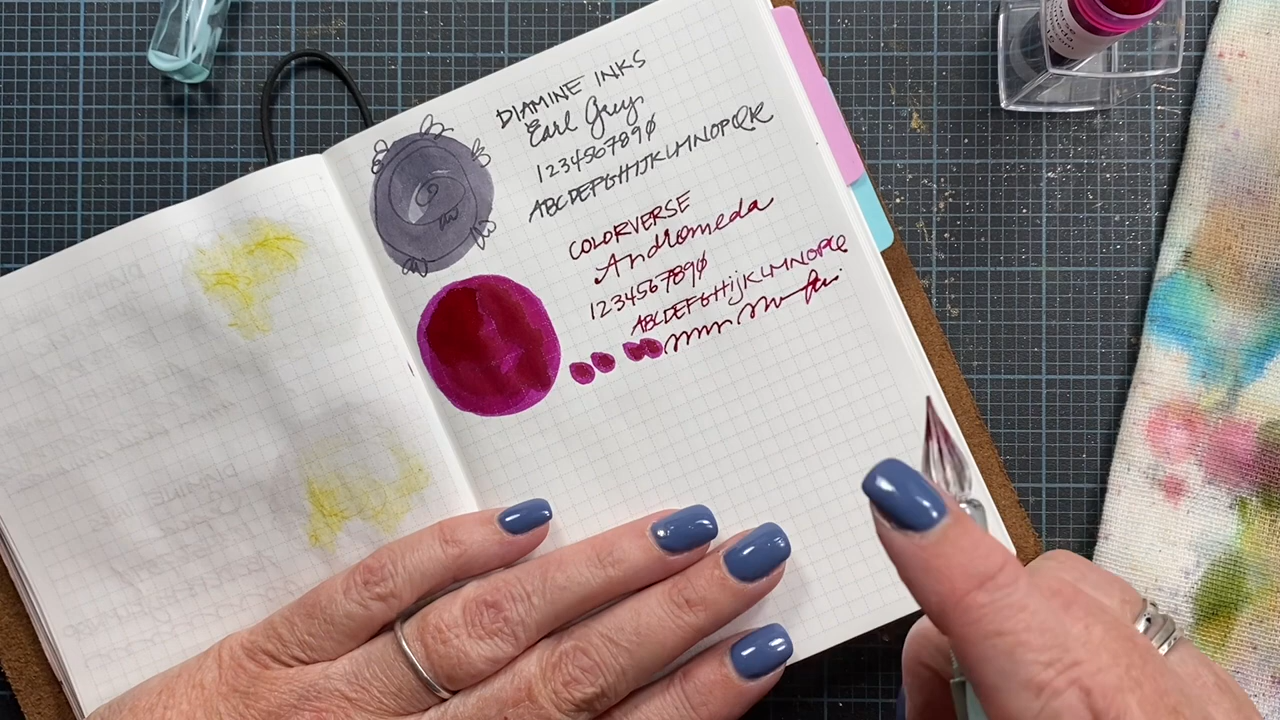 DIAMINE INKS
Earl Grey
1234567890
ABCDEFGHIJKLMNOPQR
COLORVERSE
Andromeda
1234567890
ABCDEFGHIJKLMNOPQ